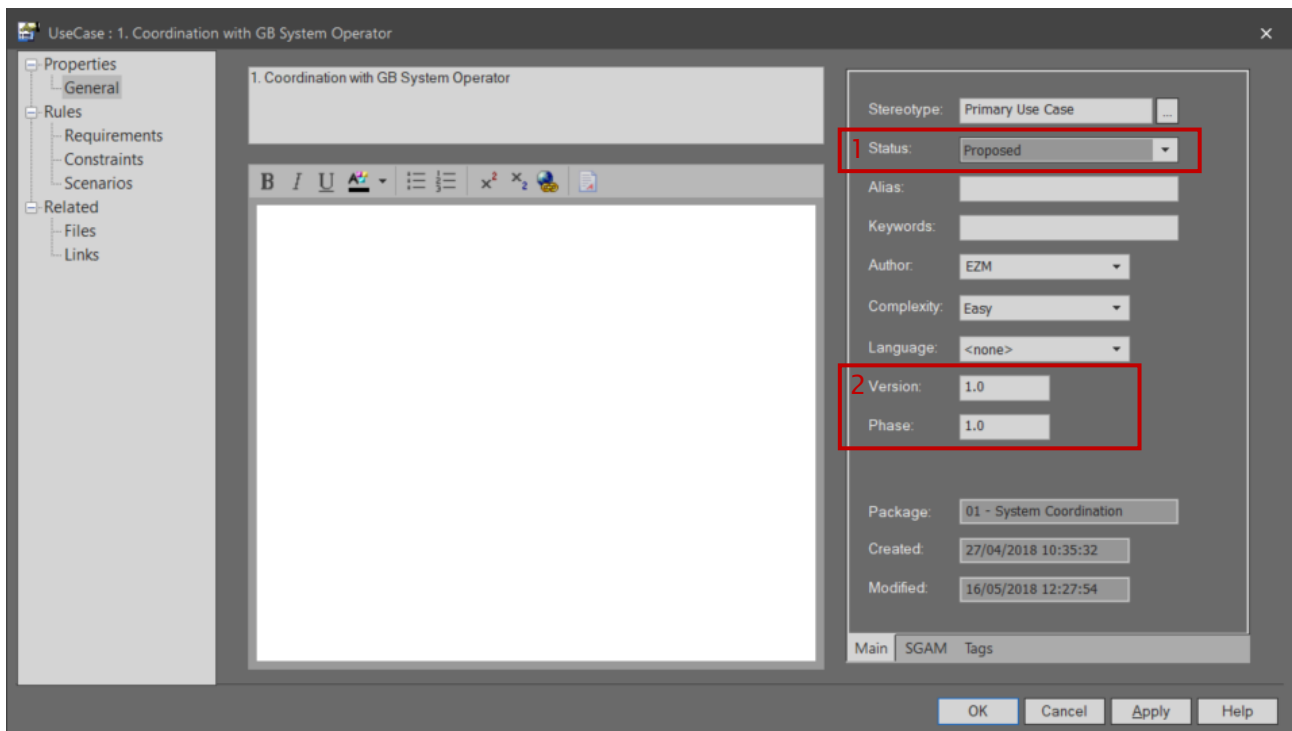 UseCase : 1. Coordination with GB System Operator
Properties
General
Rules
Requirements
Constraints
Scenarios
Related
Files
Links
1. Coordination with GB System Operator
B I U A x² x₂
Stereotype: Primary Use Case ...
1 Status: Proposed
Alias:
Keywords:
Author: EZM
Complexity: Easy
Language: <none>
2 Version: 1.0
Phase: 1.0
Package: 01 - System Coordination
Created: 27/04/2018 10:35:32
Modified: 16/05/2018 12:27:54
Main SGAM Tags
OK Cancel Apply Help